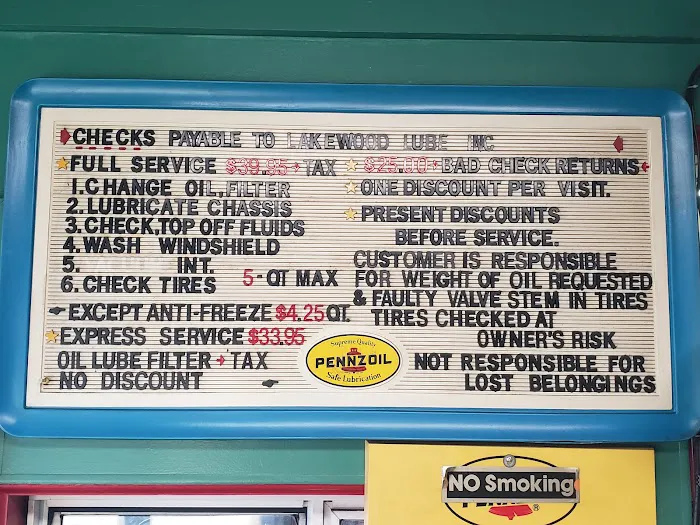 CHECKS PAYABLE TO LAKEWOOD LUBE INC
FULL SERVICE $39.95 + TAX
1. CHANGE OIL, FILTER
2. LUBRICATE CHASSIS
3. CHECK, TOP OFF FLUIDS
4. WASH WINDSHIELD
5. INT.
6. CHECK TIRES
5-QT MAX
EXCEPT ANTI-FREEZE $4.25 QT.
EXPRESS SERVICE $33.95
OIL LUBE FILTER + TAX
NO DISCOUNT
$25.00 + BAD CHECK RETURNS
ONE DISCOUNT PER VISIT.
PRESENT DISCOUNTS
BEFORE SERVICE.
CUSTOMER IS RESPONSIBLE
FOR WEIGHT OF OIL REQUESTED
& FAULTY VALVE STEM IN TIRES
TIRES CHECKED AT
OWNER'S RISK
NOT RESPONSIBLE FOR
LOST BELONGINGS
Supreme Quality
PENNZOIL
Safe Lubrication
NO Smoking